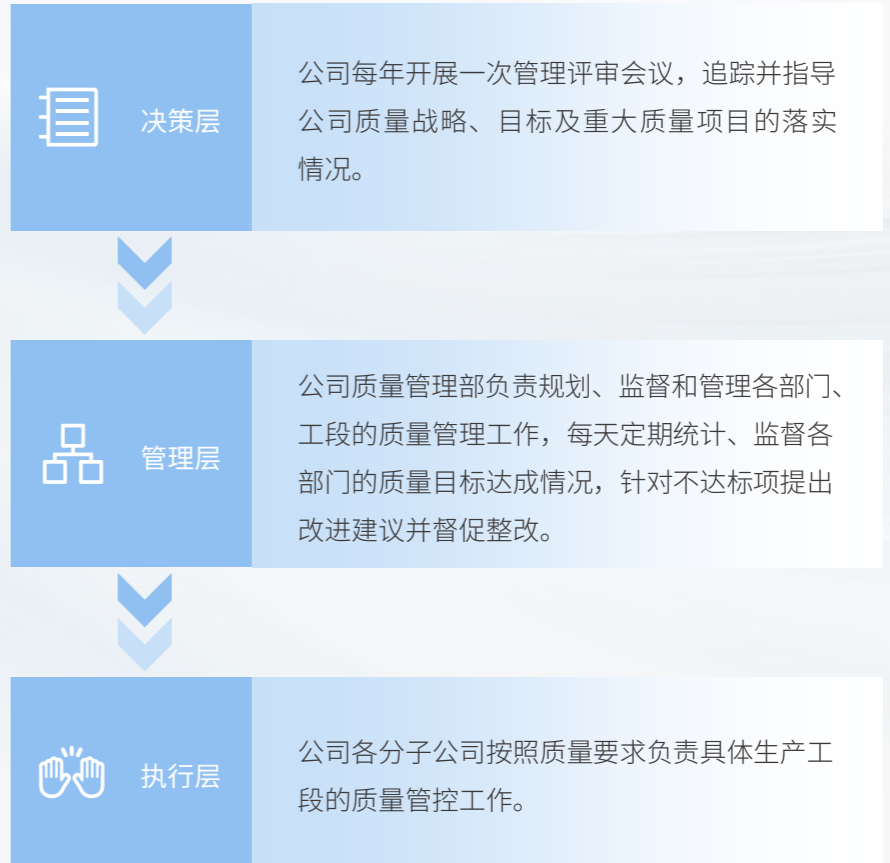 决策层
公司每年开展一次管理评审会议，追踪并指导
公司质量战略、目标及重大质量项目的落实
情况。
管理层
公司质量管理部负责规划、监督和管理各部门、
工段的质量管理工作，每天定期统计、监督各
部门的质量目标达成情况，针对不达标项提出
改进建议并督促整改。
执行层
公司各分子公司按照质量要求负责具体生产工
段的质量管控工作。